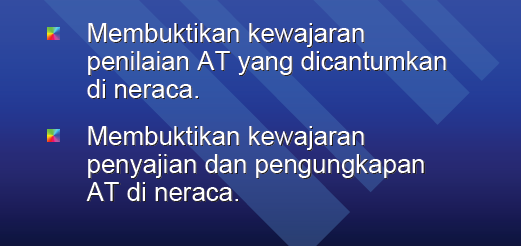 Membuktikan kewajaran
penilaian AT yang dicantumkan
di neraca.
Membuktikan kewajaran
penyajian dan pengungkapan
AT di neraca.